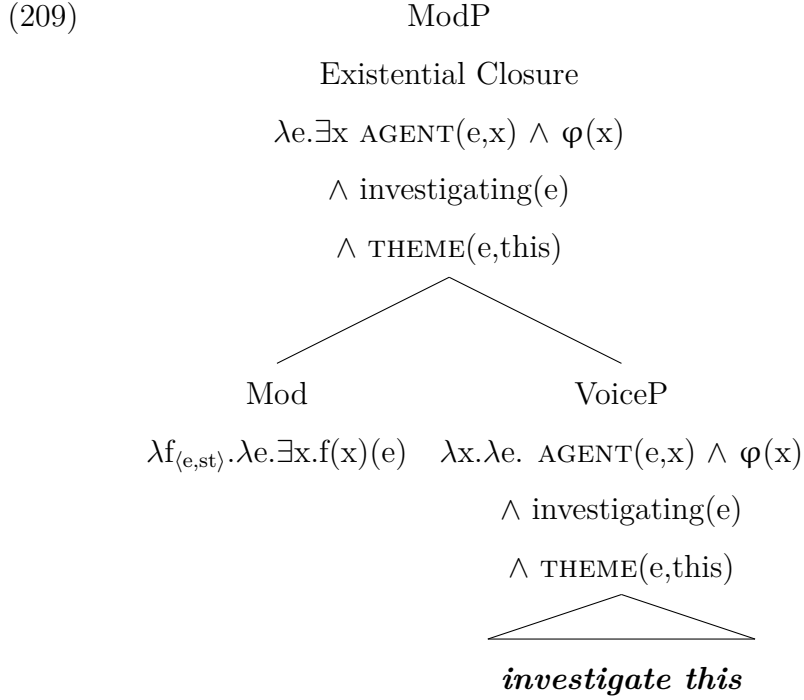 (209) ModP
Existential Closure
λe.∃x AGENT(e,x) ∧ φ(x)
∧ investigating(e)
∧ THEME(e,this)
Mod VoiceP
λf⟨e,st⟩.λe.∃x.f(x)(e) λx.λe. AGENT(e,x) ∧ φ(x)
∧ investigating(e)
∧ THEME(e,this)
investigate this